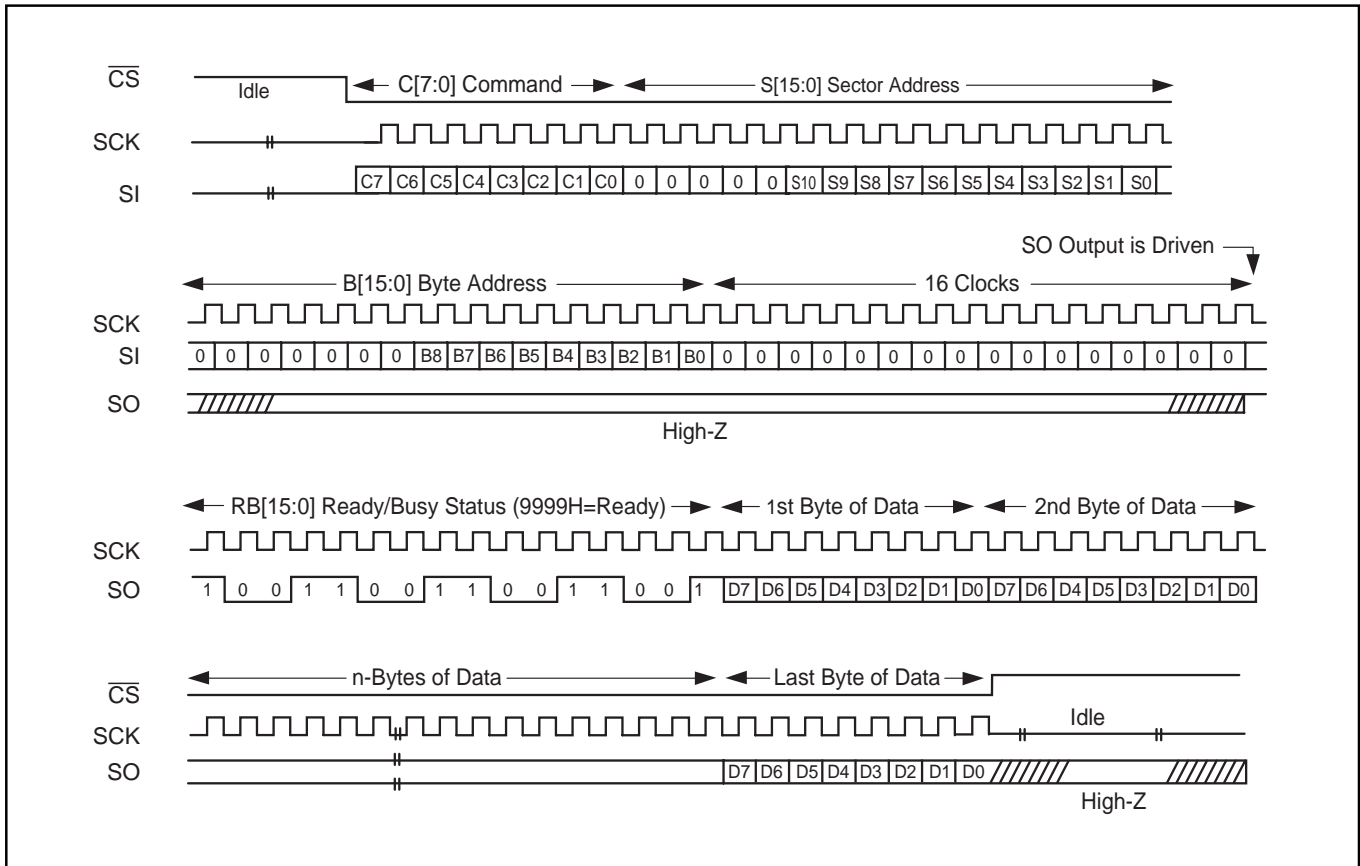 CS
Idle
C[7:0] Command
S[15:0] Sector Address
SCK
SI
C7 C6 C5 C4 C3 C2 C1 C0 0 0 0 0 0 S10 S9 S8 S7 S6 S5 S4 S3 S2 S1 S0
SO Output is Driven
B[15:0] Byte Address
16 Clocks
SCK
SI
0 0 0 0 0 0 0 B8 B7 B6 B5 B4 B3 B2 B1 B0 0 0 0 0 0 0 0 0 0 0 0 0 0 0 0 0
SO
High-Z
RB[15:0] Ready/Busy Status (9999H=Ready)
1st Byte of Data
2nd Byte of Data
SCK
SO
1 0 0 1 1 0 0 1 1 0 0 1 1 0 0 1 D7 D6 D5 D4 D3 D2 D1 D0 D7 D6 D4 D5 D3 D2 D1 D0
n-Bytes of Data
Last Byte of Data
CS
SCK
Idle
SO
D7 D6 D5 D4 D3 D2 D1 D0
High-Z